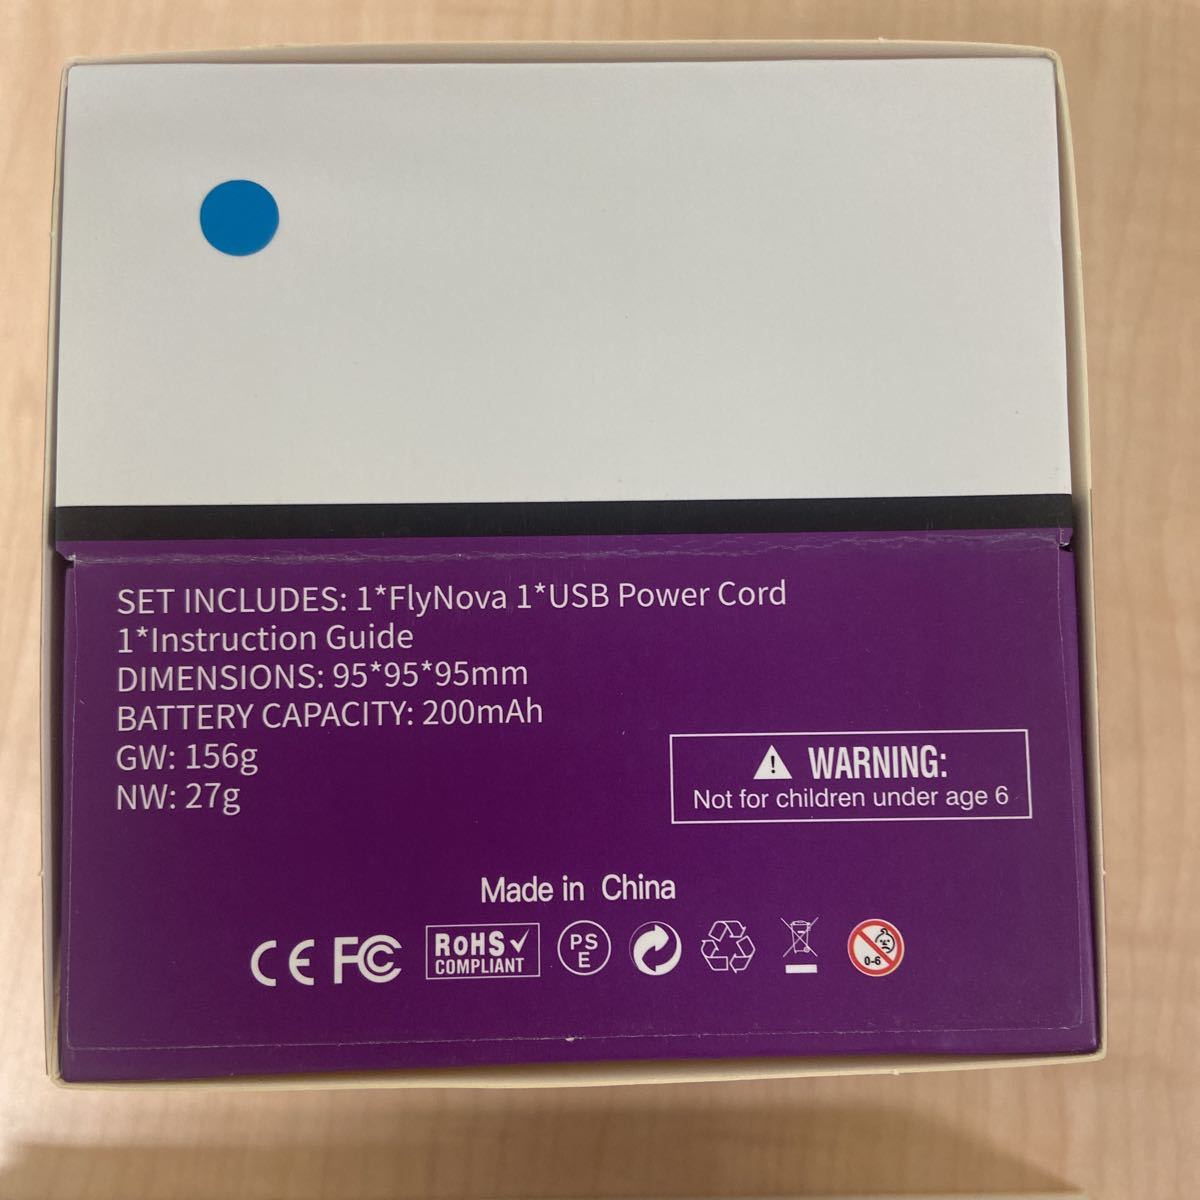 SET INCLUDES: 1*FlyNova 1*USB Power Cord
1*Instruction Guide
DIMENSIONS: 95*95*95mm
BATTERY CAPACITY: 200mAh
GW: 156g
NW: 27g
WARNING:
Not for children under age 6
Made in China
CE FC RoHS✓ COMPLIANT PSE 0-6